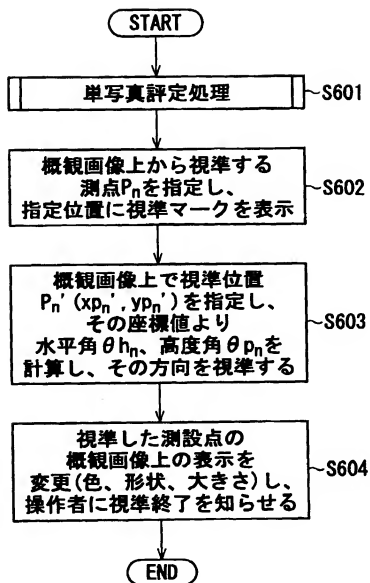 START
単写真評定処理
S601
概観画像上から視準する
測点Pnを指定し、
指定位置に視準マークを表示
S602
概観画像上で視準位置
Pn'(xpn',ypn')を指定し、
その座標値より
水平角θhn、高度角θpnを
計算し、その方向を視準する
S603
視準した測設点の
概観画像上の表示を
変更(色、形状、大きさ)し、
操作者に視準終了を知らせる
S604
END